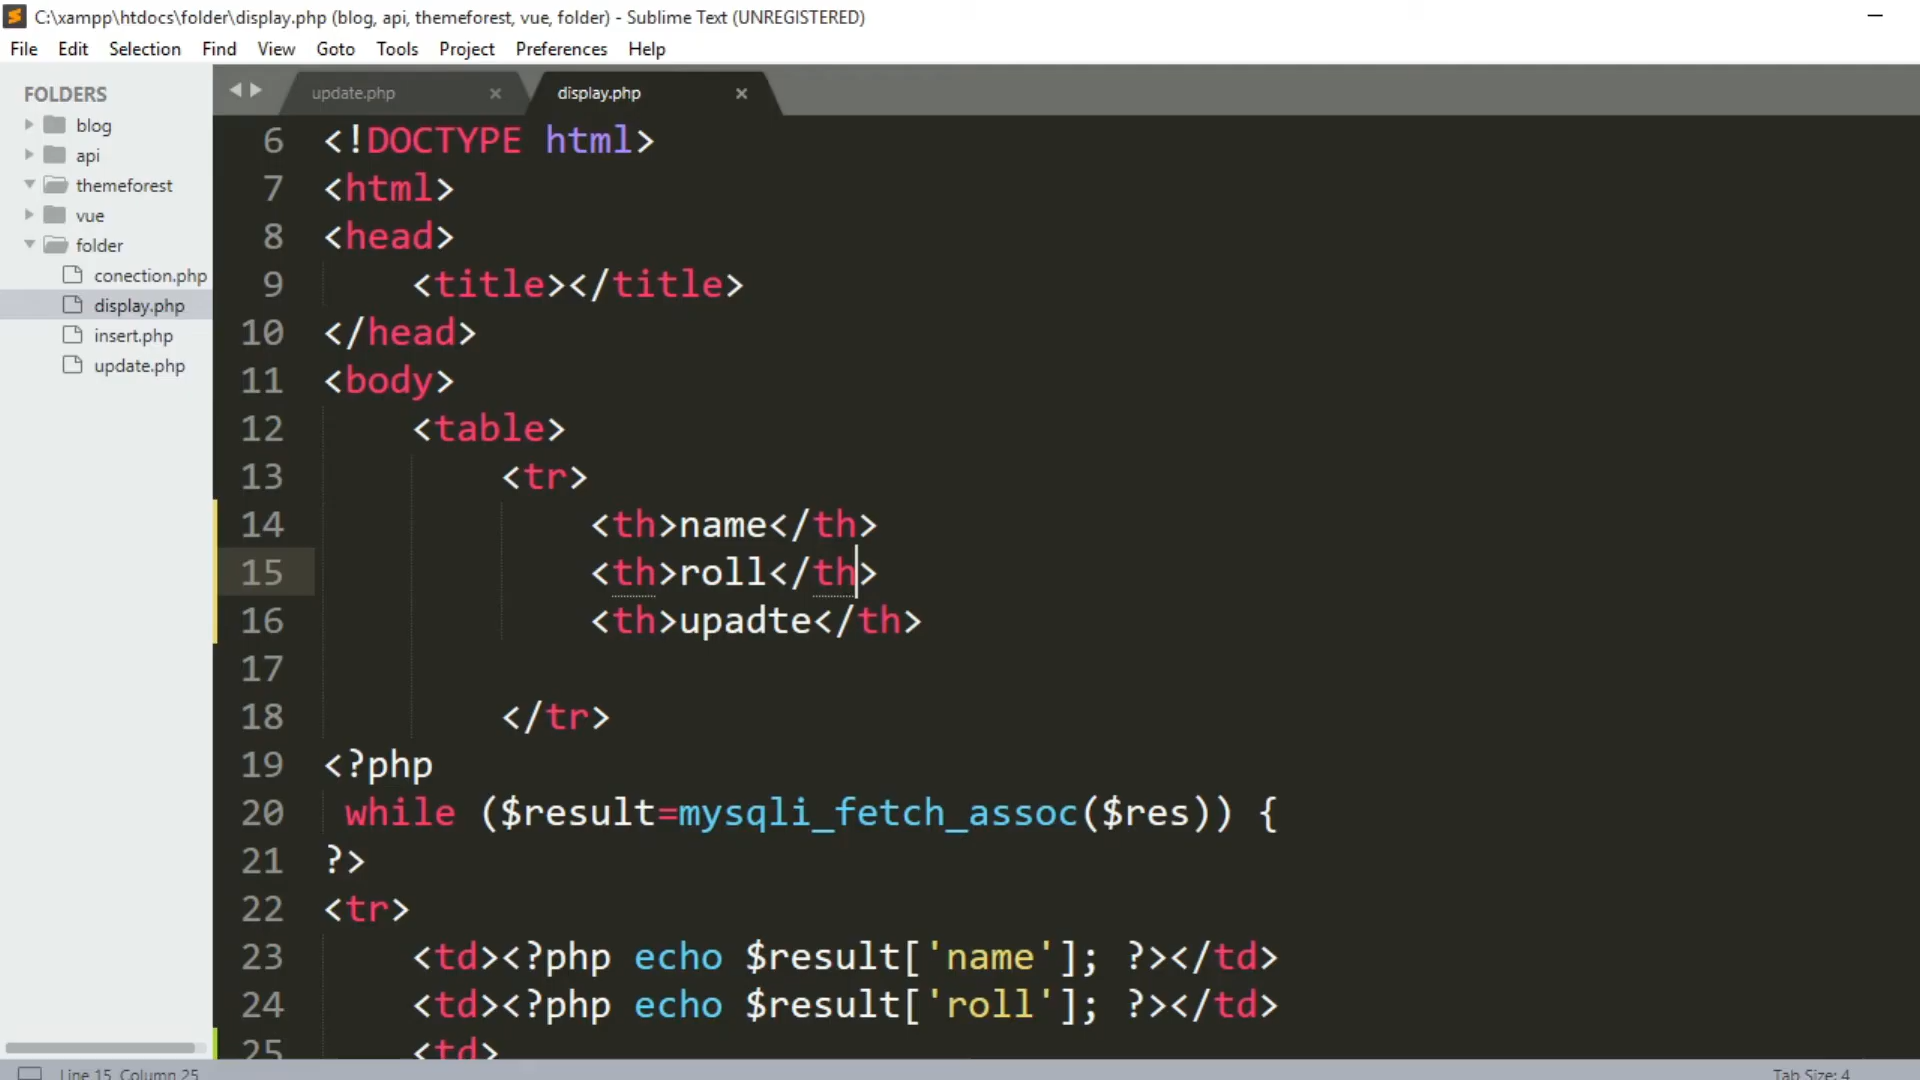 C:\xampp\htdocs\folder\display.php (blog, api, themeforest, vue, folder) - Sublime Text (UNREGISTERED)
File Edit Selection Find View Goto Tools Project Preferences Help
FOLDERS
blog
api
themeforest
vue
folder
conection.php
display.php
insert.php
update.php
update.php × display.php ×
6 <!DOCTYPE html>
7 <html>
8 <head>
9 <title></title>
10 </head>
11 <body>
12 <table>
13 <tr>
14 <th>name</th>
15 <th>roll</th>
16 <th>upadte</th>
17
18 </tr>
19 <?php
20 while ($result=mysqli_fetch_assoc($res)) {
21 ?>
22 <tr>
23 <td><?php echo $result['name']; ?></td>
24 <td><?php echo $result['roll']; ?></td>
25 <td>
Line 15, Column 25 Tab Size: 4